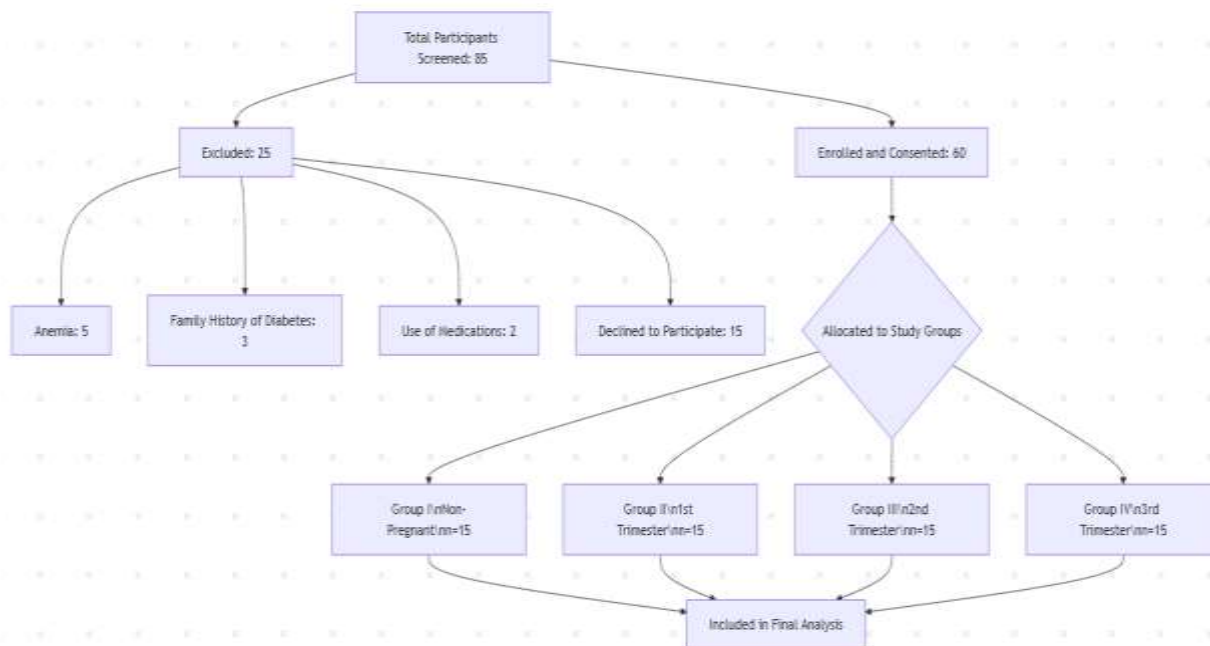 Total Participants
Screened: 85
Excluded: 25
Enrolled and Consented: 60
Anemia: 5
Family History of Diabetes:
3
Use of Medications: 2
Declined to Participate: 15
Allocated to Study Groups
Group I\nNon-
Pregnant\nn=15
Group II\n1st
Trimester\nn=15
Group III\n2nd
Trimester\nn=15
Group IV\n3rd
Trimester\nn=15
Included in Final Analysis